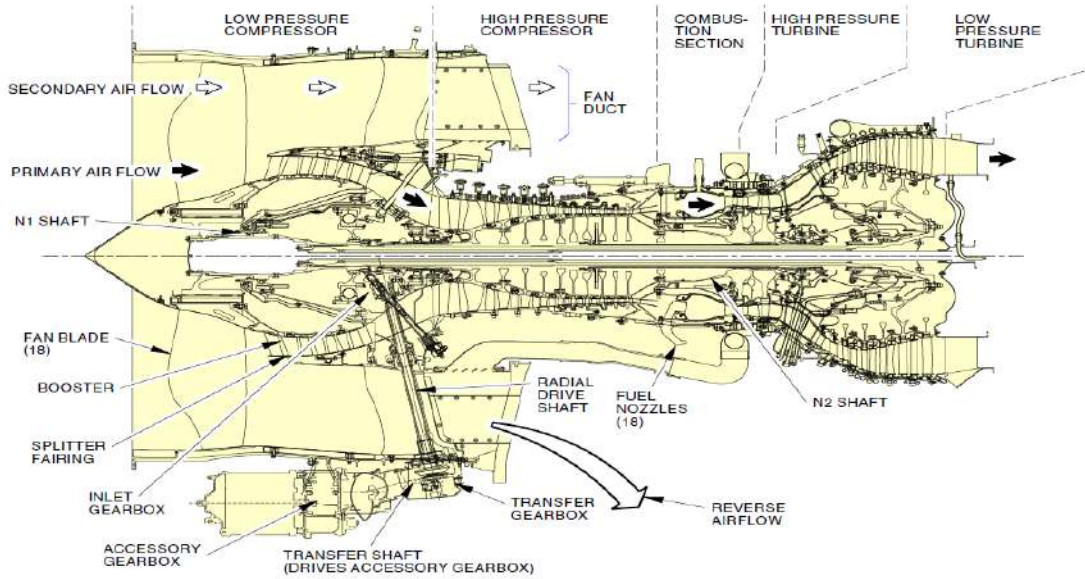 LOW PRESSURE
COMPRESSOR
HIGH PRESSURE
COMPRESSOR
COMBUS-
TION
SECTION
HIGH PRESSURE
TURBINE
LOW
PRESSURE
TURBINE
SECONDARY AIR FLOW
FAN
DUCT
PRIMARY AIR FLOW
N1 SHAFT
FAN BLADE
(18)
BOOSTER
SPLITTER
FAIRING
INLET
GEARBOX
ACCESSORY
GEARBOX
TRANSFER SHAFT
(DRIVES ACCESSORY GEARBOX)
TRANSFER
GEARBOX
RADIAL
DRIVE
SHAFT
FUEL
NOZZLES
(18)
N2 SHAFT
REVERSE
AIRFLOW